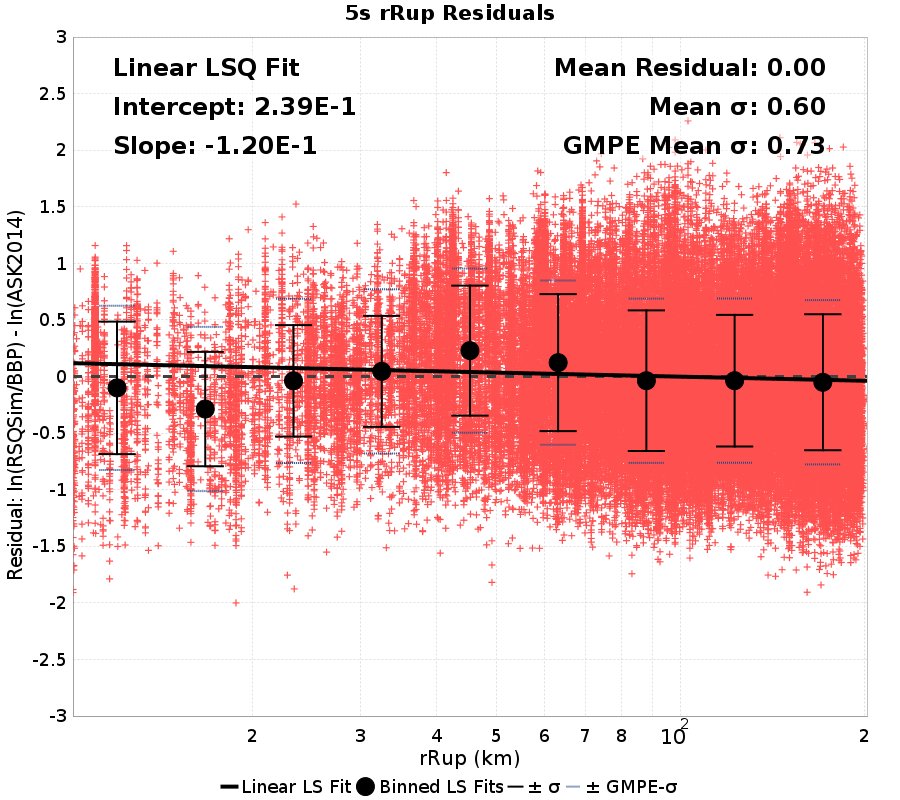 5s rRup Residuals
Linear LSQ Fit
Intercept: 2.39E-1
Slope: -1.20E-1
Mean Residual: 0.00
Mean σ: 0.60
GMPE Mean σ: 0.73
Residual: ln(RSQSim/BBP) - ln(ASK2014)
3
2.5
2
1.5
1
0.5
0
-0.5
-1
-1.5
-2
-2.5
-3
2 3 4 5 6 7 8 10² 2
rRup (km)
Linear LS Fit Binned LS Fits ± σ ± GMPE-σ